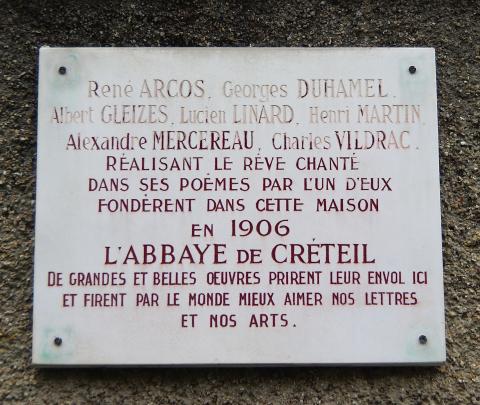 René ARCOS, Georges DUHAMEL,
Albert GLEIZES, Lucien LINARD, Henri MARTIN,
Alexandre MERCEREAU, Charles VILDRAC,
RÉALISANT LE RÊVE CHANTÉ
DANS SES POÈMES PAR L'UN D'EUX
FONDÈRENT DANS CETTE MAISON
EN 1906
L'ABBAYE DE CRÉTEIL
DE GRANDES ET BELLES ŒUVRES PRIRENT LEUR ENVOL ICI
ET FIRENT PAR LE MONDE MIEUX AIMER NOS LETTRES
ET NOS ARTS.